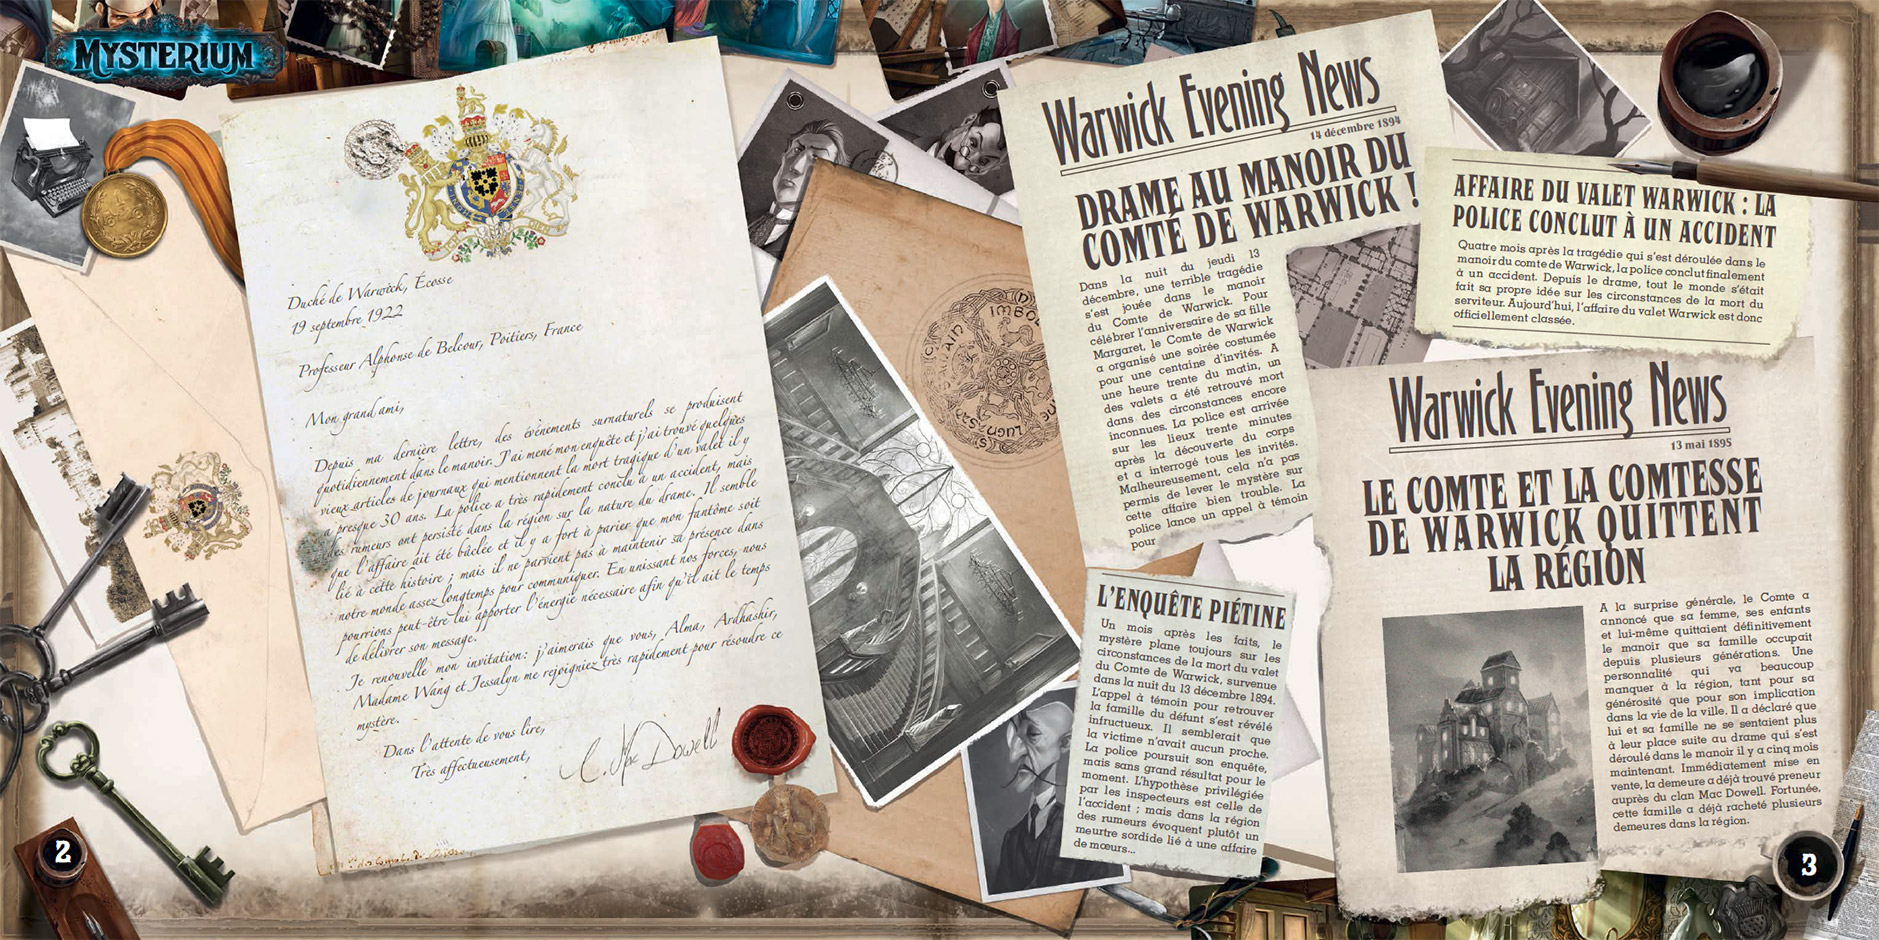 MYSTERIUM
Duché de Warwick, Écosse
19 septembre 1922
Professeur Alphonse de Belcour, Poitiers, France
Mon grand ami,
Depuis ma dernière lettre, des événements surnaturels se produisent
quotidiennement dans le manoir. J'ai mené mon enquête et j'ai trouvé quelques
vieux articles de journaux qui mentionnent la mort tragique d'un valet il y
a presque 30 ans. La police a très rapidement conclu à un accident, mais
des rumeurs ont persisté dans la région sur la nature du drame. Il semble
que l'affaire ait été bâclée et il y a fort à parier que mon fantôme soit
lié à cette histoire ; mais il ne parvient pas à maintenir sa présence dans
notre monde assez longtemps pour communiquer. En unissant nos forces, nous
pourrions peut-être lui apporter l'énergie nécessaire afin qu'il ait le temps
de délivrer son message.
Je renouvelle mon invitation: j'aimerais que vous, Alma, Ardhashir,
Madame Wang et Jessalyn me rejoigniez très rapidement pour résoudre ce
mystère.
Dans l'attente de vous lire,
Très affectueusement,
C. Mac Dowell
2
IMBOL
LUGHNASAD
Warwick Evening News
14 décembre 1894
DRAME AU MANOIR DU
COMTÉ DE WARWICK !
Dans la nuit du jeudi 13
décembre, une terrible tragédie
s'est jouée dans le manoir
du Comte de Warwick. Pour
célébrer l'anniversaire de sa fille
Margaret, le Comte de Warwick
a organisé une soirée costumée
pour une centaine d'invités. A
une heure trente du matin, un
des valets a été retrouvé mort
dans des circonstances encore
inconnues. La police est arrivée
sur les lieux trente minutes
après la découverte du corps
et a interrogé tous les invités.
Malheureusement, cela n'a pas
permis de lever le mystère sur
cette affaire bien trouble. La
police lance un appel à témoin
pour
L'ENQUÊTE PIÉTINE
Un mois après les faits, le
mystère plane toujours sur les
circonstances de la mort du valet
du Comte de Warwick, survenue
dans la nuit du 13 décembre 1894.
L'appel à témoin pour retrouver
la famille du défunt s'est révélé
infructueux. Il semblerait que
la victime n'avait aucun proche.
La police poursuit son enquête,
mais sans grand résultat pour le
moment. L'hypothèse privilégiée
par les inspecteurs est celle de
l'accident ; mais dans la région
des rumeurs évoquent plutôt un
meurtre sordide lié à une affaire
de mœurs...
AFFAIRE DU VALET WARWICK : LA
POLICE CONCLUT À UN ACCIDENT
Quatre mois après la tragédie qui s'est déroulée dans le
manoir du comte de Warwick, la police conclut finalement
à un accident. Depuis le drame, tout le monde s'était
fait sa propre idée sur les circonstances de la mort du
serviteur. Aujourd'hui, l'affaire du valet Warwick est donc
officiellement classée.
Warwick Evening News
13 mai 1895
LE COMTE ET LA COMTESSE
DE WARWICK QUITTENT
LA RÉGION
A la surprise générale, le Comte a
annoncé que sa femme, ses enfants
et lui-même quittaient définitivement
le manoir que sa famille occupait
depuis plusieurs générations. Une
personnalité qui va beaucoup
manquer à la région, tant pour sa
générosité que pour son implication
dans la vie de la ville. Il a déclaré que
lui et sa famille ne se sentaient plus
à leur place suite au drame qui s'est
déroulé dans le manoir il y a cinq mois
maintenant. Immédiatement mise en
vente, la demeure a déjà trouvé preneur
auprès du clan Mac Dowell. Fortunée,
cette famille a déjà racheté plusieurs
demeures dans la région.
3